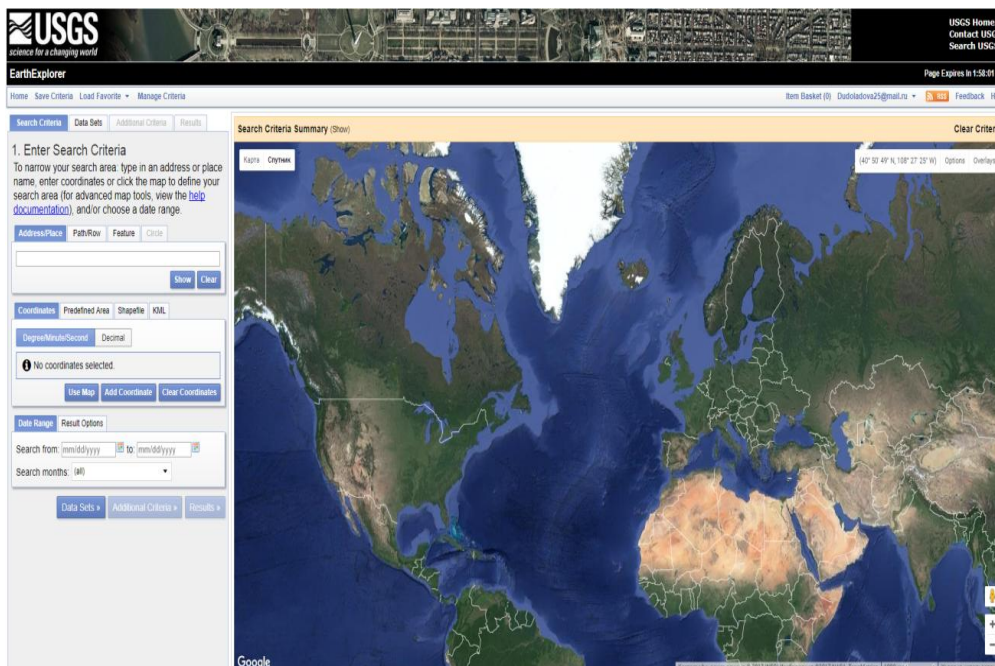 USGS
science for a changing world
USGS Home
Contact USG
Search USGS
EarthExplorer
Page Expires In 1:58:01
Home Save Criteria Load Favorite Manage Criteria
Item Basket (0) Dudoladova25@mail.ru RSS Feedback H
Search Criteria Data Sets Additional Criteria Results
Search Criteria Summary (Show)
Clear Criter
1. Enter Search Criteria
To narrow your search area: type in an address or place
name, enter coordinates or click the map to define your
search area (for advanced map tools, view the help
documentation), and/or choose a date range.
Address/Place Path/Row Feature Circle
Show Clear
Coordinates Predefined Area Shapefile KML
Degree/Minute/Second Decimal
No coordinates selected.
Use Map Add Coordinate Clear Coordinates
Date Range Result Options
Search from: mm/dd/yyyy to: mm/dd/yyyy
Search months: (all)
Data Sets » Additional Criteria » Results »
Карта Спутник
(40° 50' 49" N, 108° 27' 25" W) Options Overlays
Google